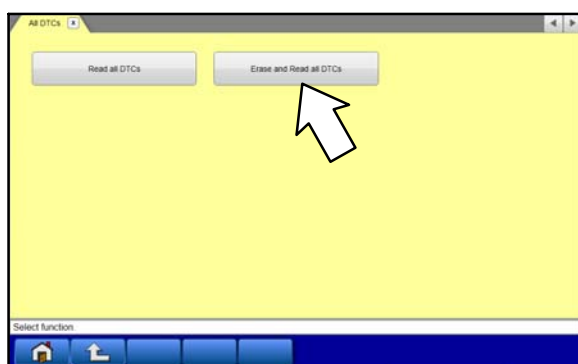 All DTCs x
Read all DTCs
Erase and Read all DTCs
Select function.